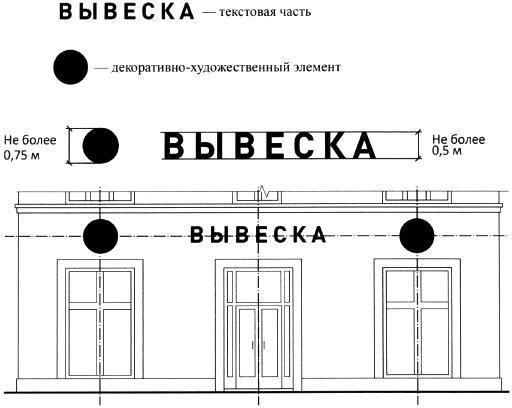 ВЫВЕСКА — текстовая часть
— декоративно-художественный элемент
Не более
0,75 м
ВЫВЕСКА
Не более
0,5 м
ВЫВЕСКА